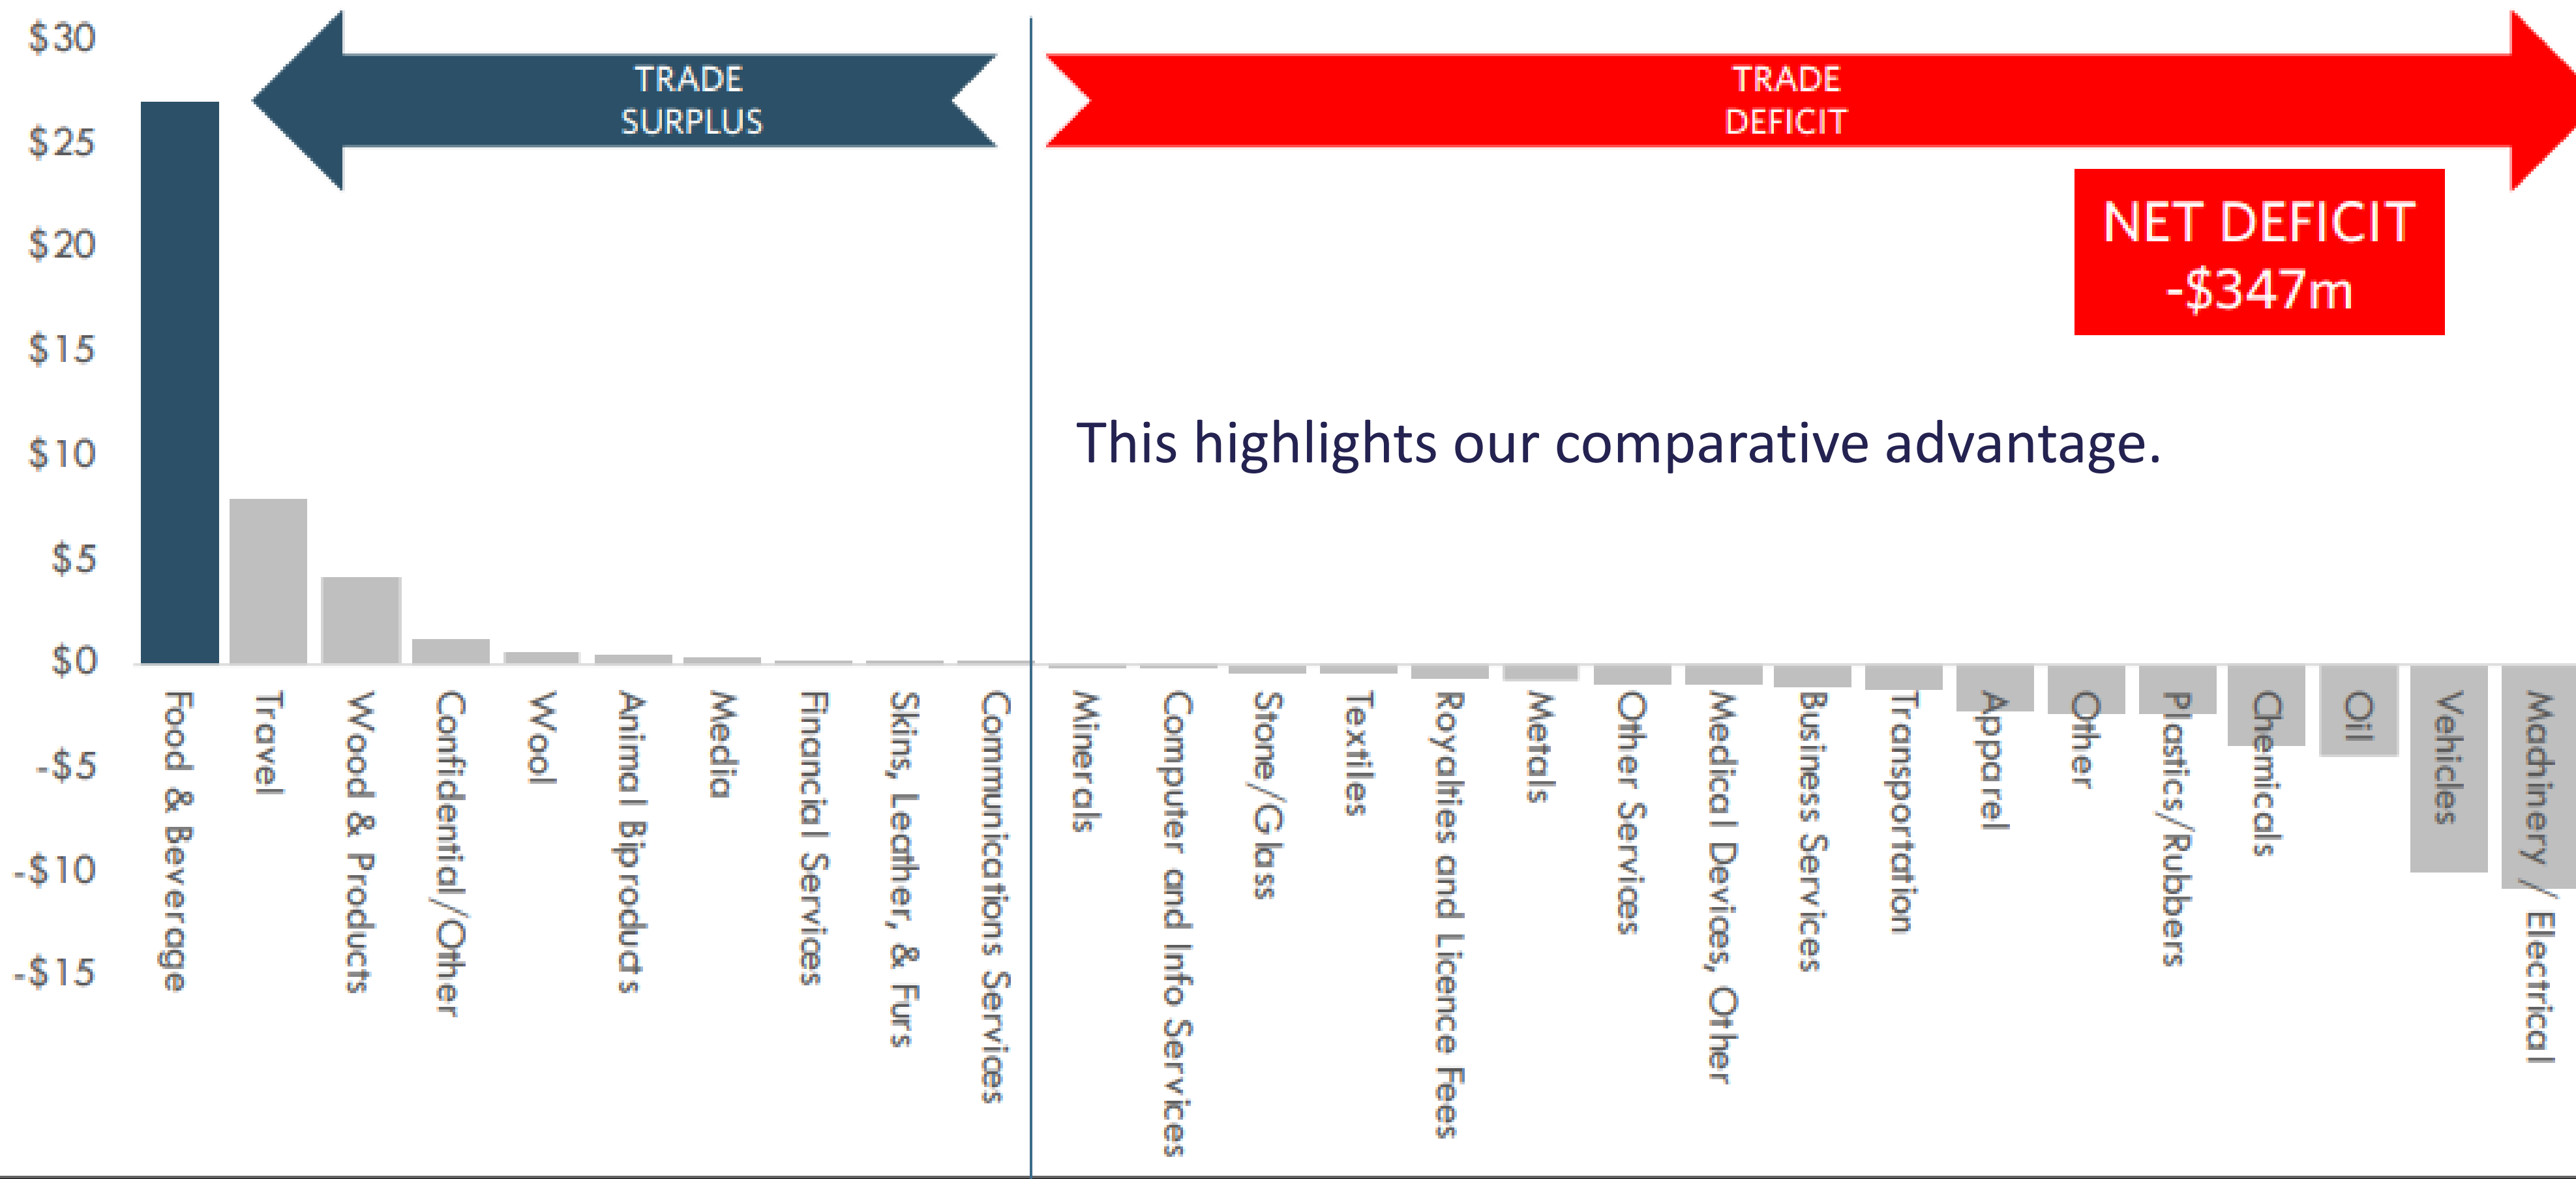 $30
$25
$20
$15
$10
$5
$0
-$5
-$10
-$15
TRADE
SURPLUS
TRADE
DEFICIT
NET DEFICIT
-$347m
This highlights our comparative advantage.
Food & Beverage
Travel
Wood & Products
Confidential/Other
Wool
Animal Biproducts
Media
Financial Services
Skins, Leather, & Furs
Communications Services
Minerals
Computer and Info Services
Stone/Glass
Textiles
Royalties and Licence Fees
Metals
Other Services
Medical Devices, Other
Business Services
Transportation
Apparel
Other
Plastics/Rubbers
Chemicals
Oil
Vehicles
Machinery / Electrical